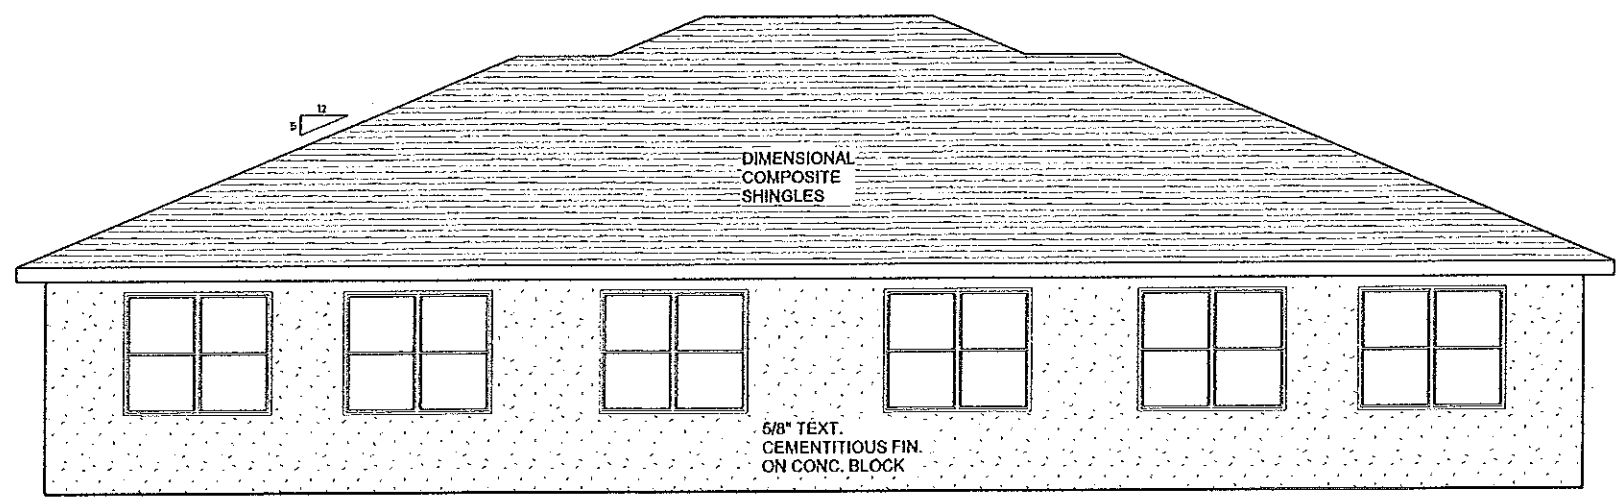 12
5
DIMENSIONAL
COMPOSITE
SHINGLES
5/8" TEXT.
CEMENTITIOUS FIN.
ON CONC. BLOCK